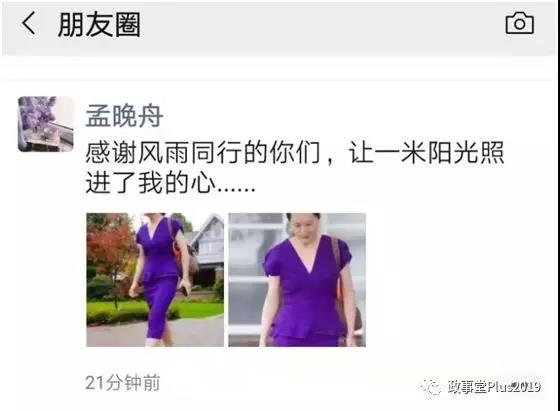 朋友圈
孟晚舟
感谢风雨同行的你们，让一米阳光照
进了我的心......
21分钟前
政事堂Plus2019